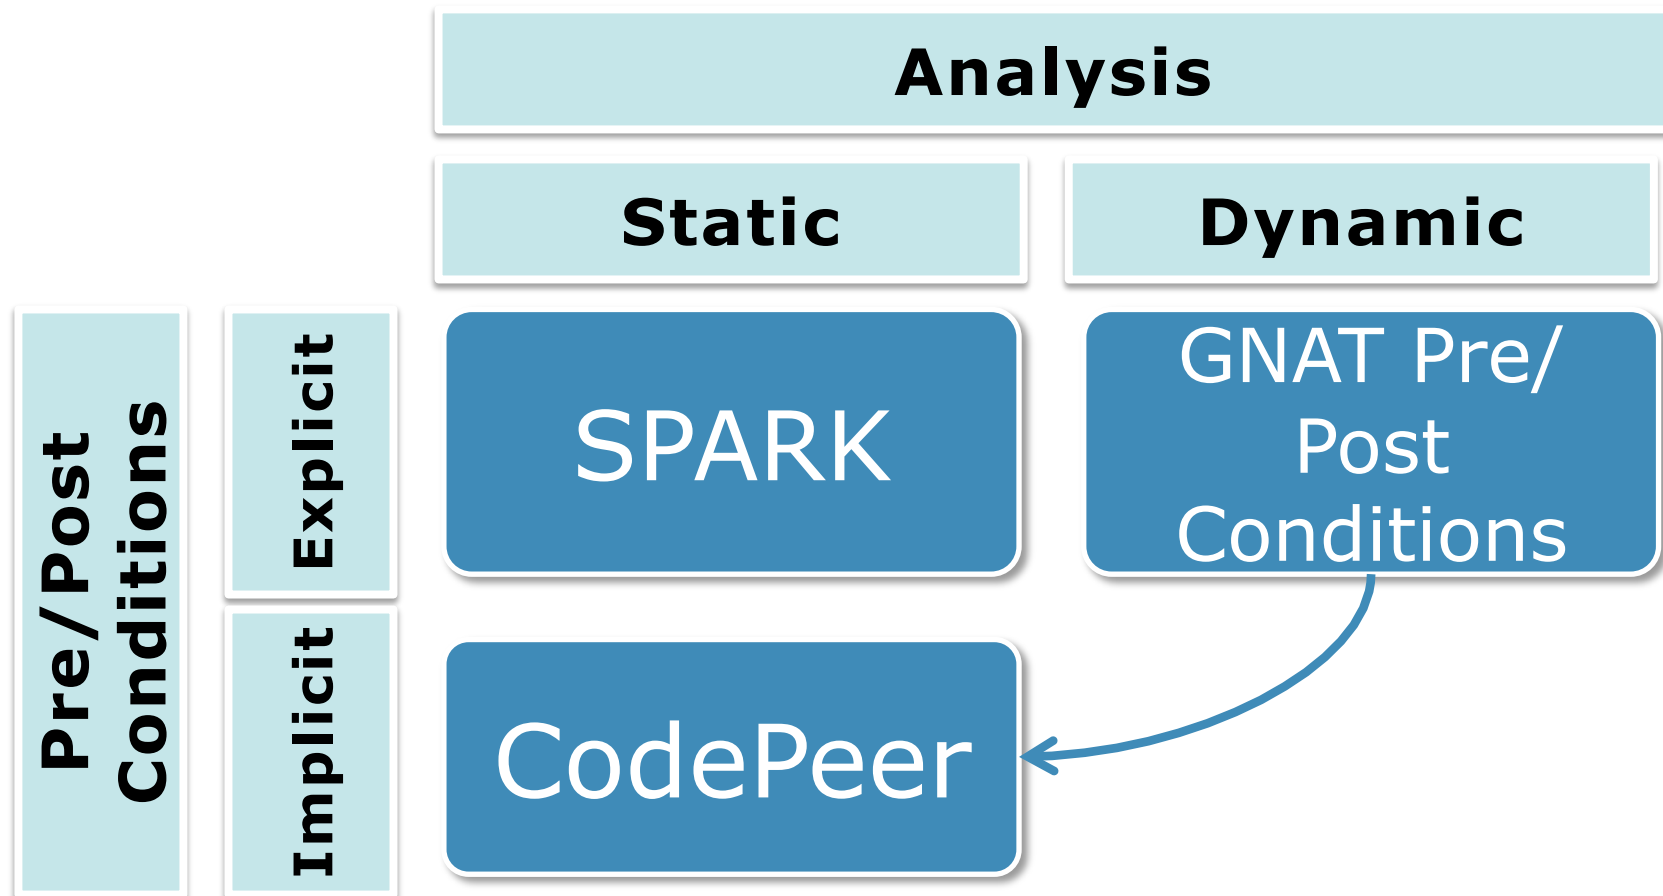 Analysis
Static
Dynamic
Pre/Post
Conditions
Explicit
SPARK
GNAT Pre/
Post
Conditions
Implicit
CodePeer